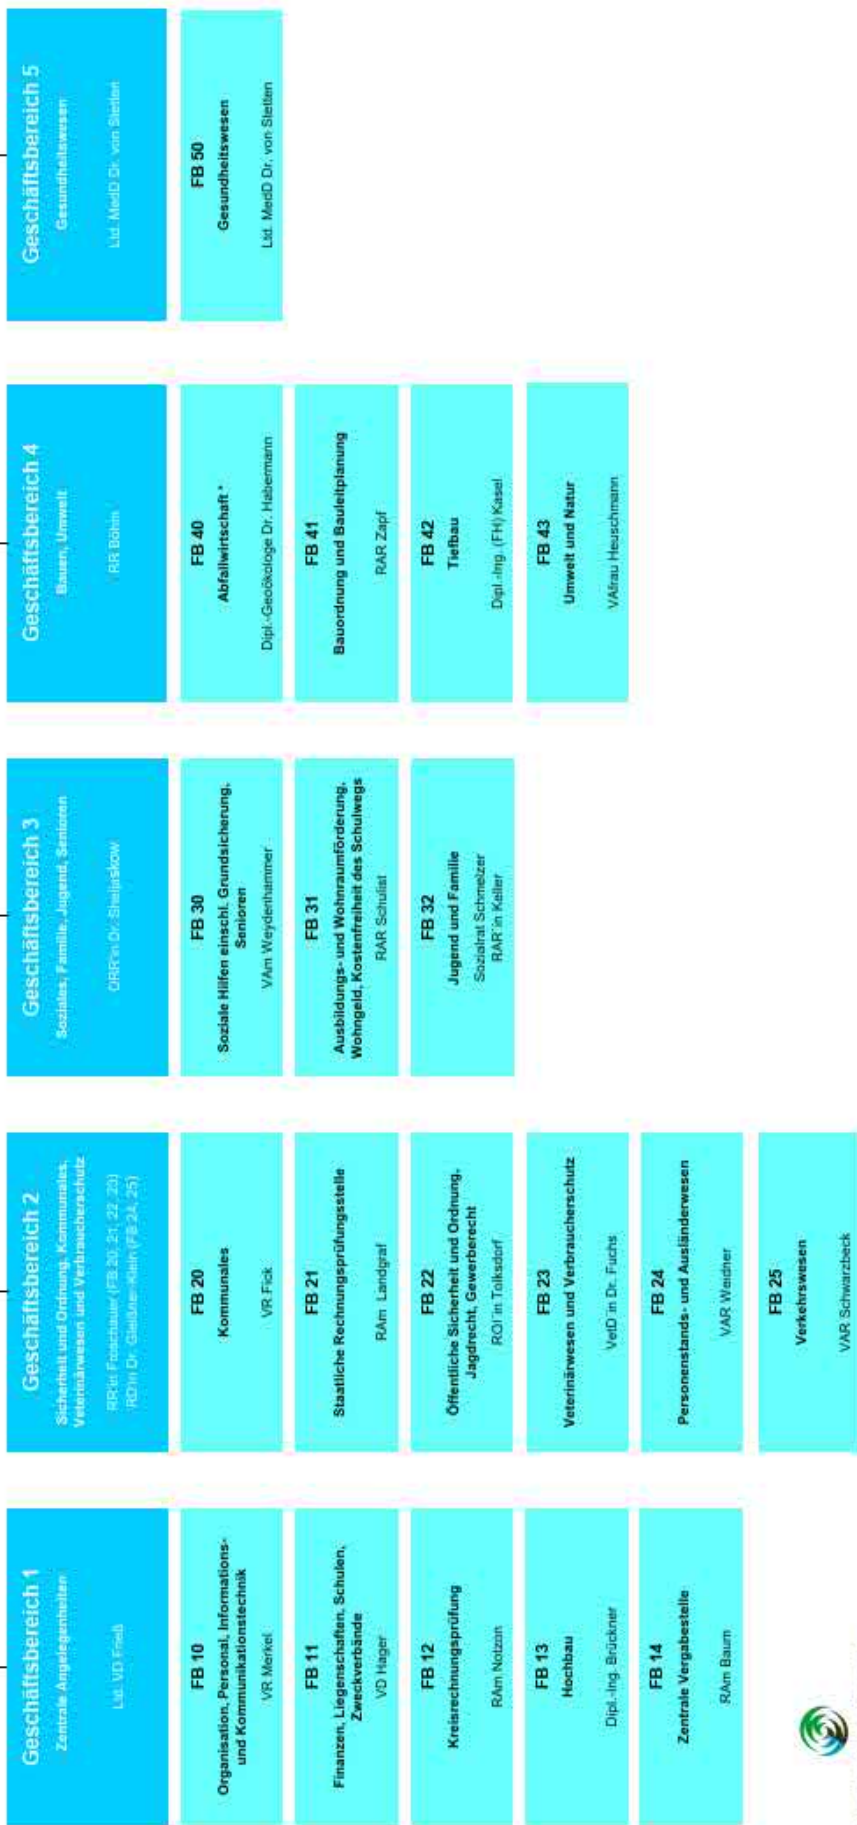 Geschäftsbereich 1
Zentrale Angelegenheiten
Ltd. VD Frieß
FB 10
Organisation, Personal, Informations-
und Kommunikationstechnik
VR Merkel
FB 11
Finanzen, Liegenschaften, Schulen,
Zweckverbände
VD Hager
FB 12
Kreisrechnungsprüfung
RAm Notzon
FB 13
Hochbau
Dipl.-Ing. Brückner
FB 14
Zentrale Vergabestelle
RAm Baum
Geschäftsbereich 2
Sicherheit und Ordnung, Kommunales,
Veterinärwesen und Verbraucherschutz
RR'in Froschauer (FB 20, 21, 22, 23)
RD'in Dr. Gleißner-Klein (FB 24, 25)
FB 20
Kommunales
VR Fick
FB 21
Staatliche Rechnungsprüfungsstelle
RAm Landgraf
FB 22
Öffentliche Sicherheit und Ordnung,
Jagdrecht, Gewerberecht
ROI'in Tolksdorf
FB 23
Veterinärwesen und Verbraucherschutz
VetD'in Dr. Fuchs
FB 24
Personenstands- und Ausländerwesen
VAR Weidner
FB 25
Verkehrswesen
VAR Schwarzbeck
Geschäftsbereich 3
Soziales, Familie, Jugend, Senioren
ORR'in Dr. Sheljaskow
FB 30
Soziale Hilfen einschl. Grundsicherung,
Senioren
VAm Weydenhammer
FB 31
Ausbildungs- und Wohnraumförderung,
Wohngeld, Kostenfreiheit des Schulwegs
RAR Schulist
FB 32
Jugend und Familie
Sozialrat Schmelzer
RAR'in Keller
Geschäftsbereich 4
Bauen, Umwelt
RR Böhm
FB 40
Abfallwirtschaft *
Dipl.-Geoökologe Dr. Habermann
FB 41
Bauordnung und Bauleitplanung
RAR Zapf
FB 42
Tiefbau
Dipl.-Ing. (FH) Kasel
FB 43
Umwelt und Natur
VAfrau Heuschmann
Geschäftsbereich 5
Gesundheitswesen
Ltd. MedD Dr. von Stetten
FB 50
Gesundheitswesen
Ltd. MedD Dr. von Stetten